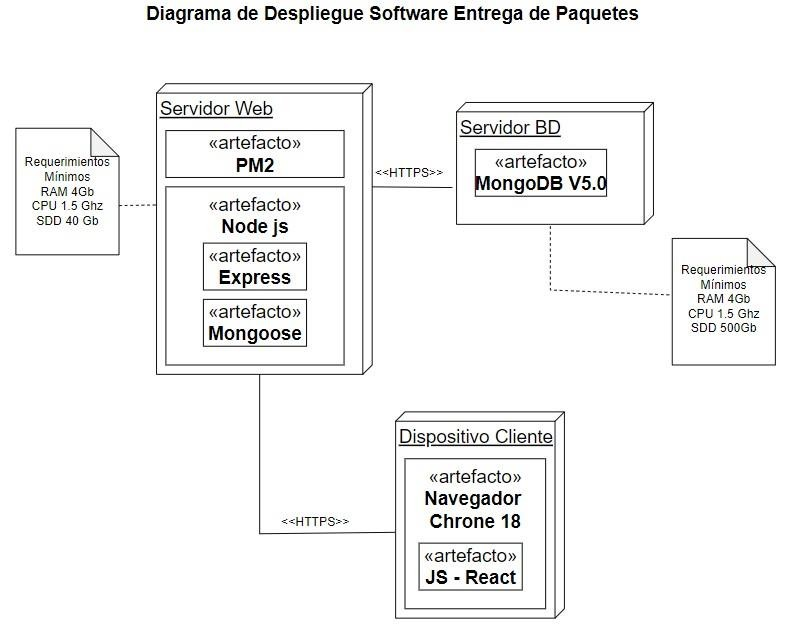 Diagrama de Despliegue Software Entrega de Paquetes
Servidor Web
«artefacto»
PM2
«artefacto»
Node js
«artefacto»
Express
«artefacto»
Mongoose
Requerimientos
Mínimos
RAM 4Gb
CPU 1.5 Ghz
SDD 40 Gb
<<HTTPS>>
Servidor BD
«artefacto»
MongoDB V5.0
Requerimientos
Mínimos
RAM 4Gb
CPU 1.5 Ghz
SDD 500Gb
<<HTTPS>>
Dispositivo Cliente
«artefacto»
Navegador
Chrone 18
«artefacto»
JS - React